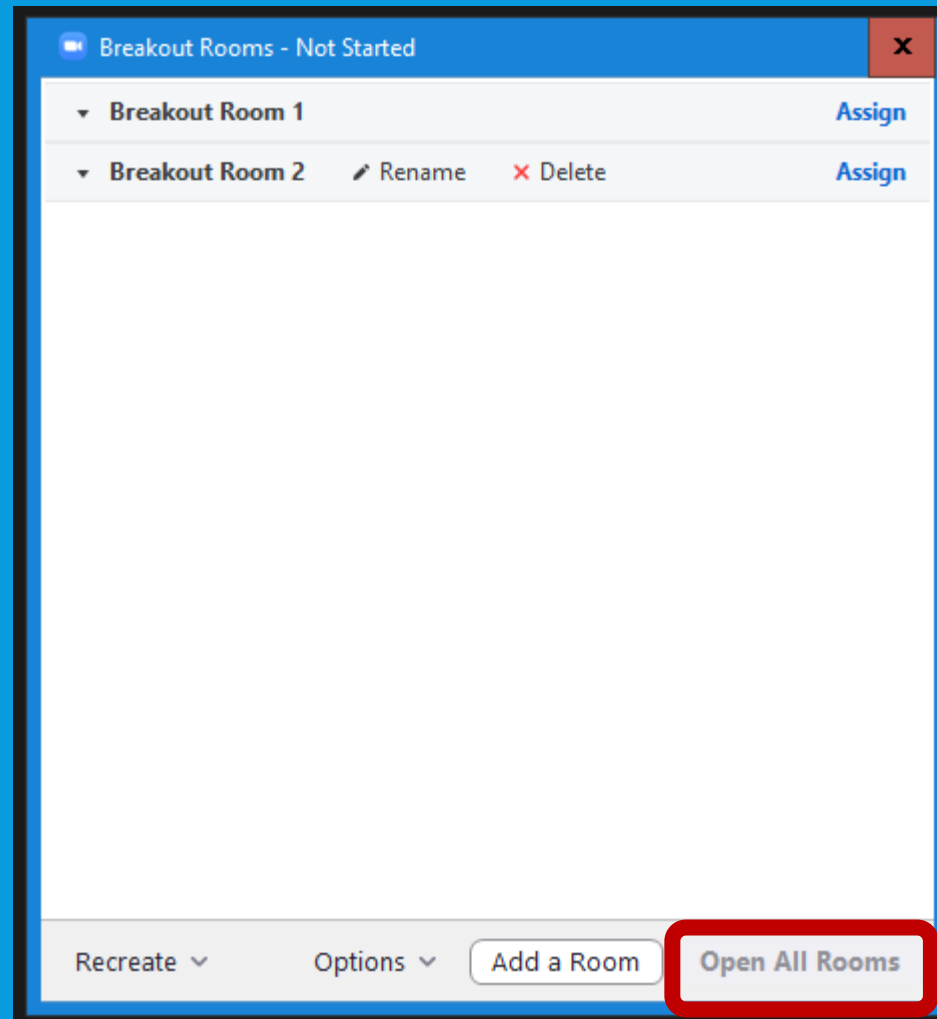 Breakout Rooms - Not Started
x
Breakout Room 1 Assign
Breakout Room 2 Rename × Delete Assign
Recreate Options Add a Room Open All Rooms